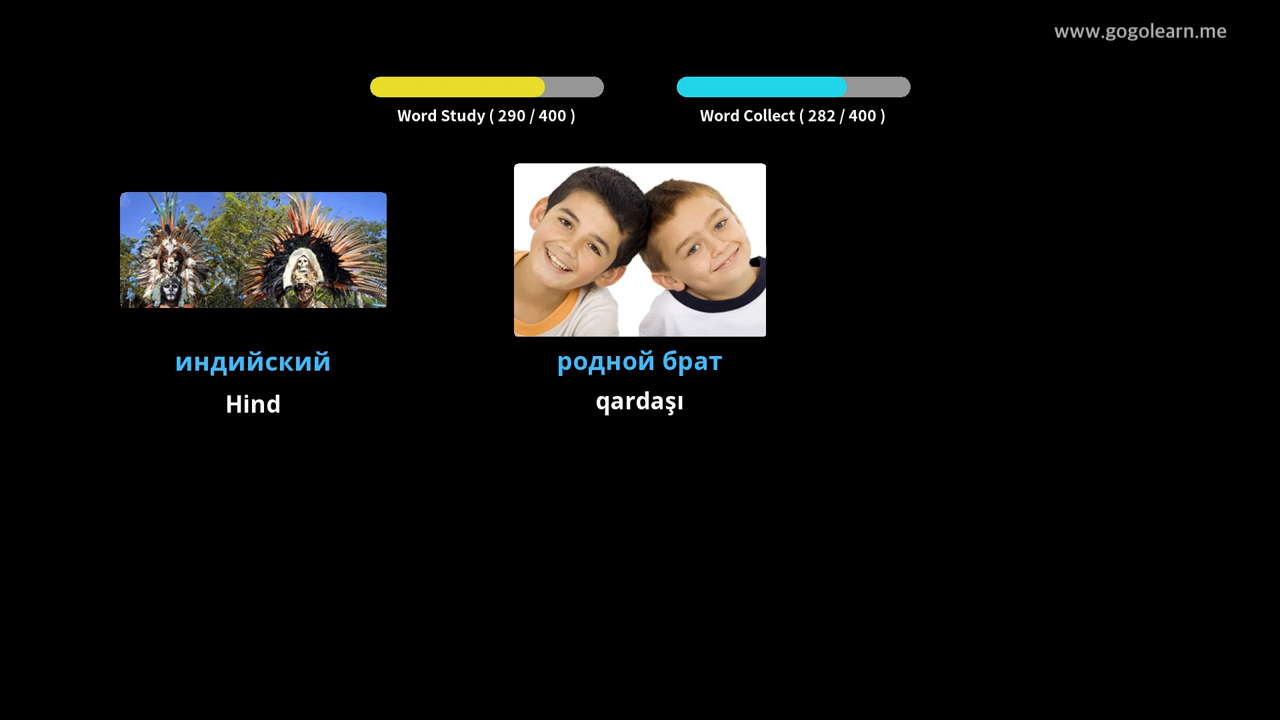 www.gogolearn.me
Word Study ( 290 / 400 )
Word Collect ( 282 / 400 )
индийский
Hind
родной брат
qardaşı